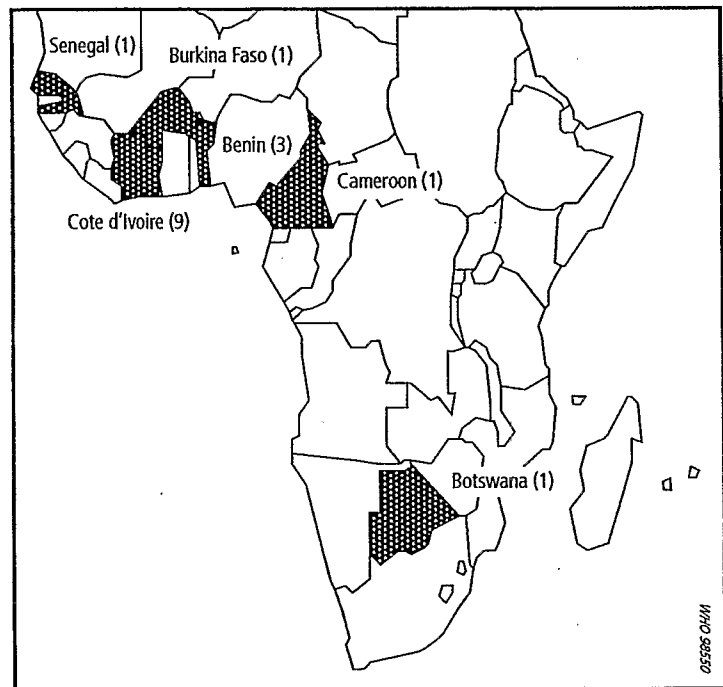 Senegal (1)
Burkina Faso (1)
Benin (3)
Cameroon (1)
Cote d'Ivoire (9)
Botswana (1)
WHO 98550